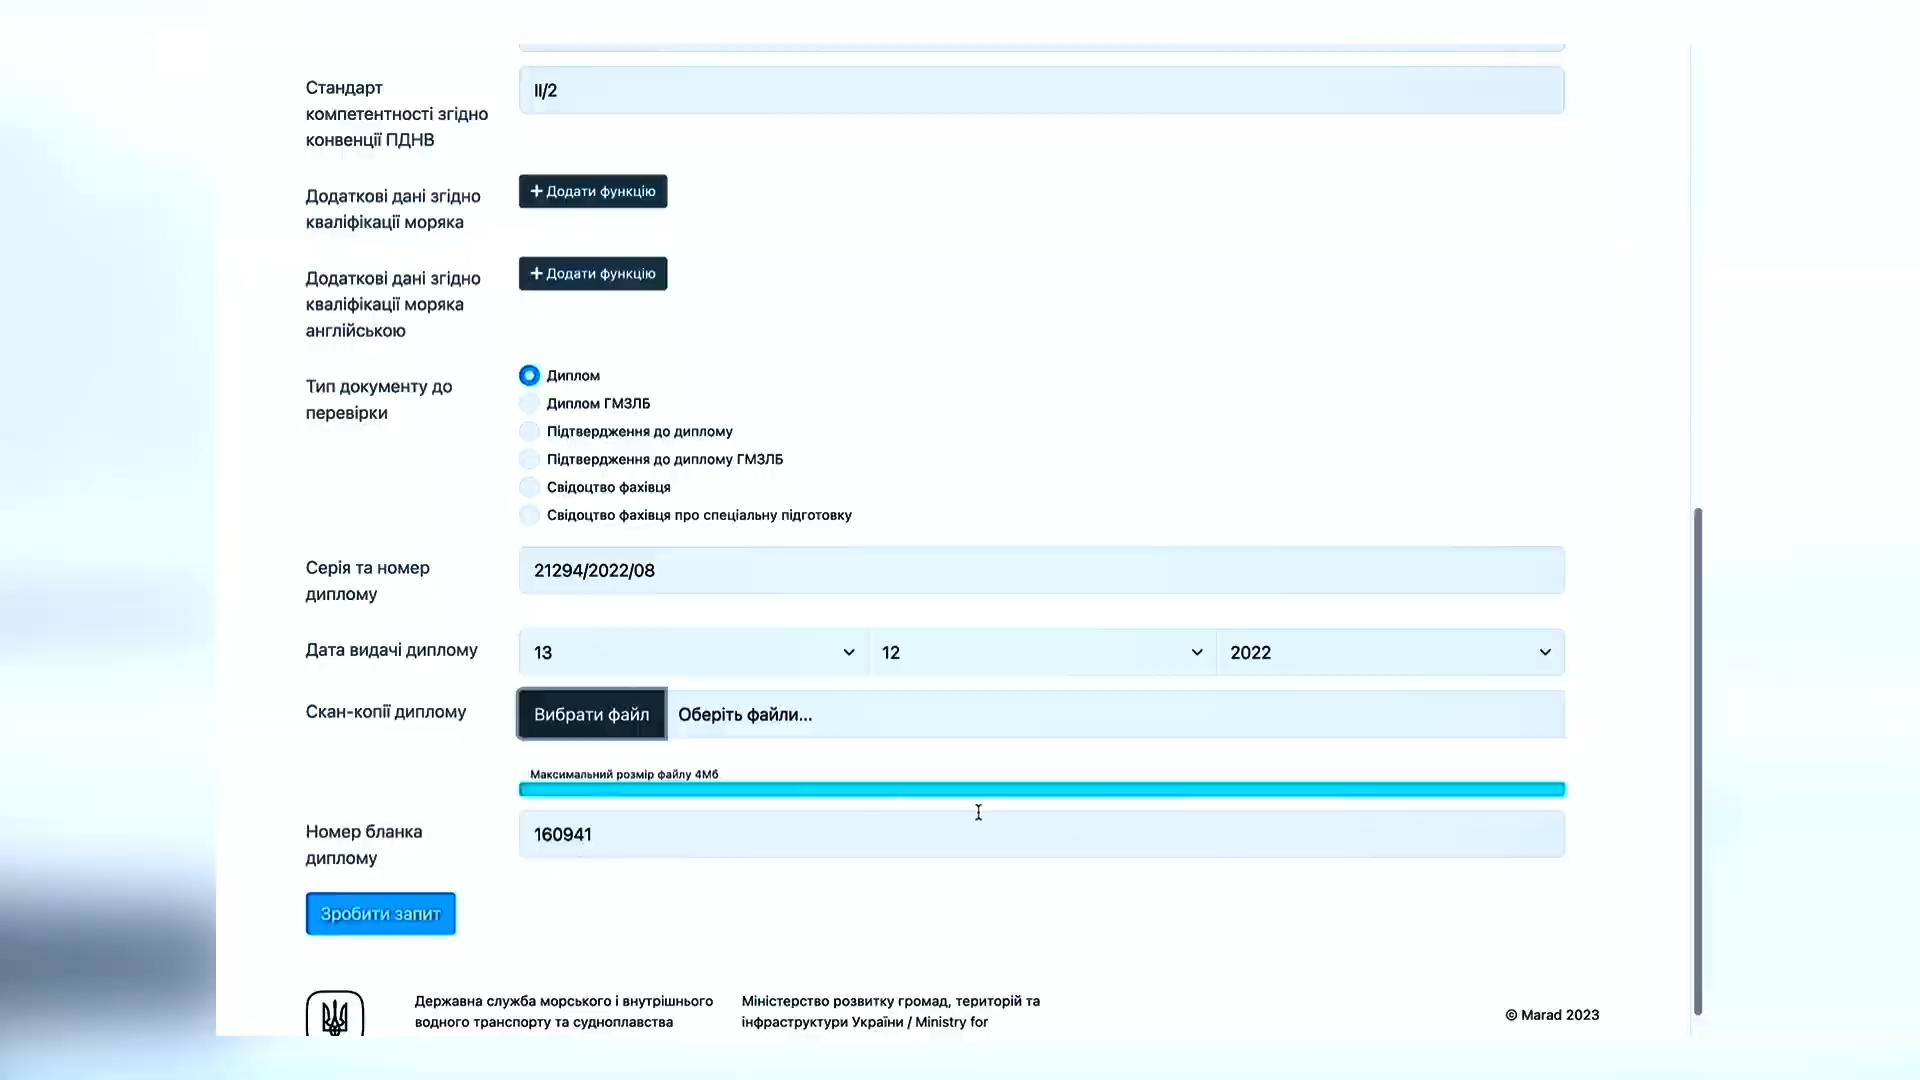 Стандарт
компетентності згідно
конвенції ПДНВ
II/2
Додаткові дані згідно
кваліфікації моряка
+ Додати функцію
Додаткові дані згідно
кваліфікації моряка
англійською
+ Додати функцію
Тип документу до
перевірки
Диплом
Диплом ГМЗЛБ
Підтвердження до диплому
Підтвердження до диплому ГМЗЛБ
Свідоцтво фахівця
Свідоцтво фахівця про спеціальну підготовку
Серія та номер
диплому
21294/2022/08
Дата видачі диплому
13
12
2022
Скан-копії диплому
Вибрати файл
Оберіть файли...
Максимальний розмір файлу 4Мб
Номер бланка
диплому
160941
Зробити запит
Державна служба морського і внутрішнього
водного транспорту та судноплавства
Міністерство розвитку громад, територій та
інфраструктури України / Ministry for
© Marad 2023